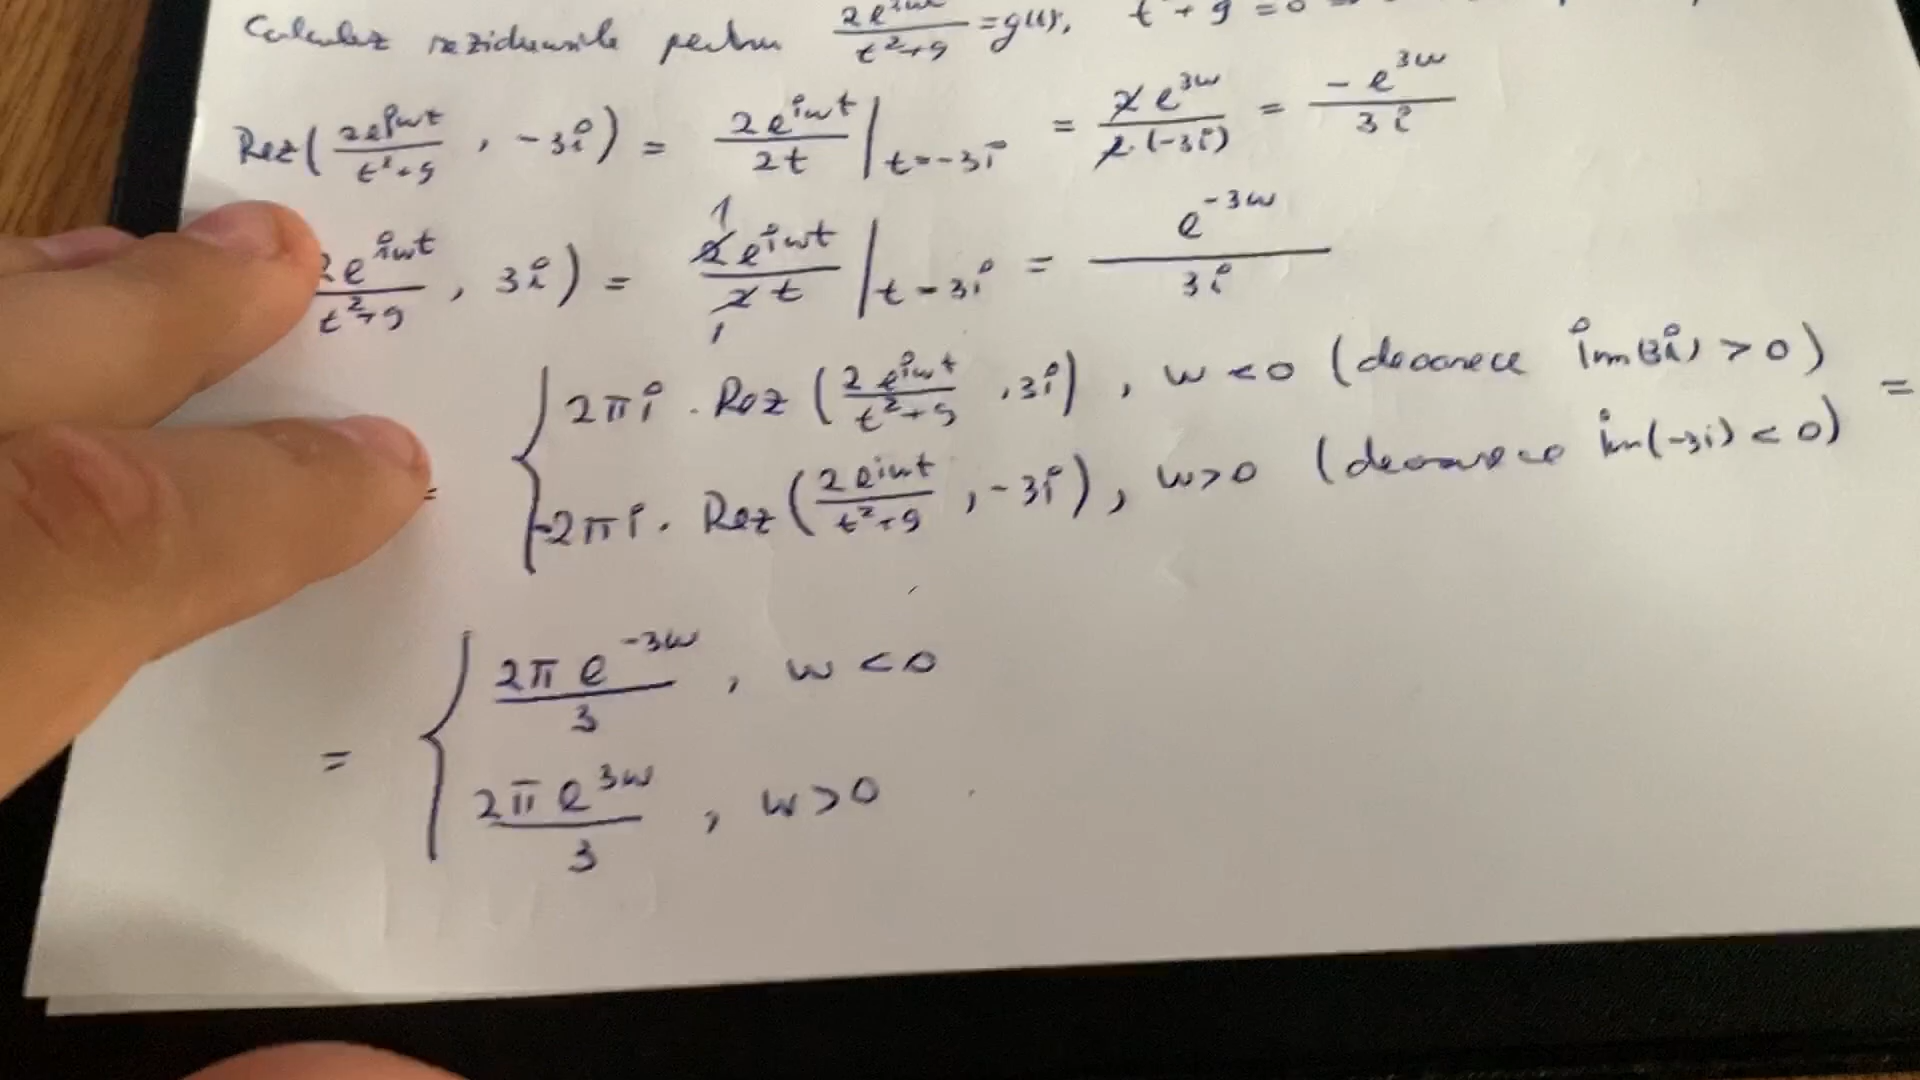 Calculez reziduurile pentru 2e^{iwt}/(t²+9) = g(t), t²+9=0
Rez(2e^{iwt}/(t²+9), -3i) = 2e^{iwt}/2t |_{t=-3i} = 2e^{3w}/(2·(-3i)) = -e^{3w}/3i
2e^{iwt}/(t²+9), 3i) = 2e^{iwt}/2t |_{t=3i} = e^{-3w}/3i
= { 2πi · Rez(2e^{iwt}/(t²+9), 3i), w<0 (deoarece im(3i) > 0)
-2πi · Rez(2e^{iwt}/(t²+9), -3i), w>0 (deoarece im(-3i) < 0) =
= { 2πe^{-3w}/3, w<0
2πe^{3w}/3, w>0